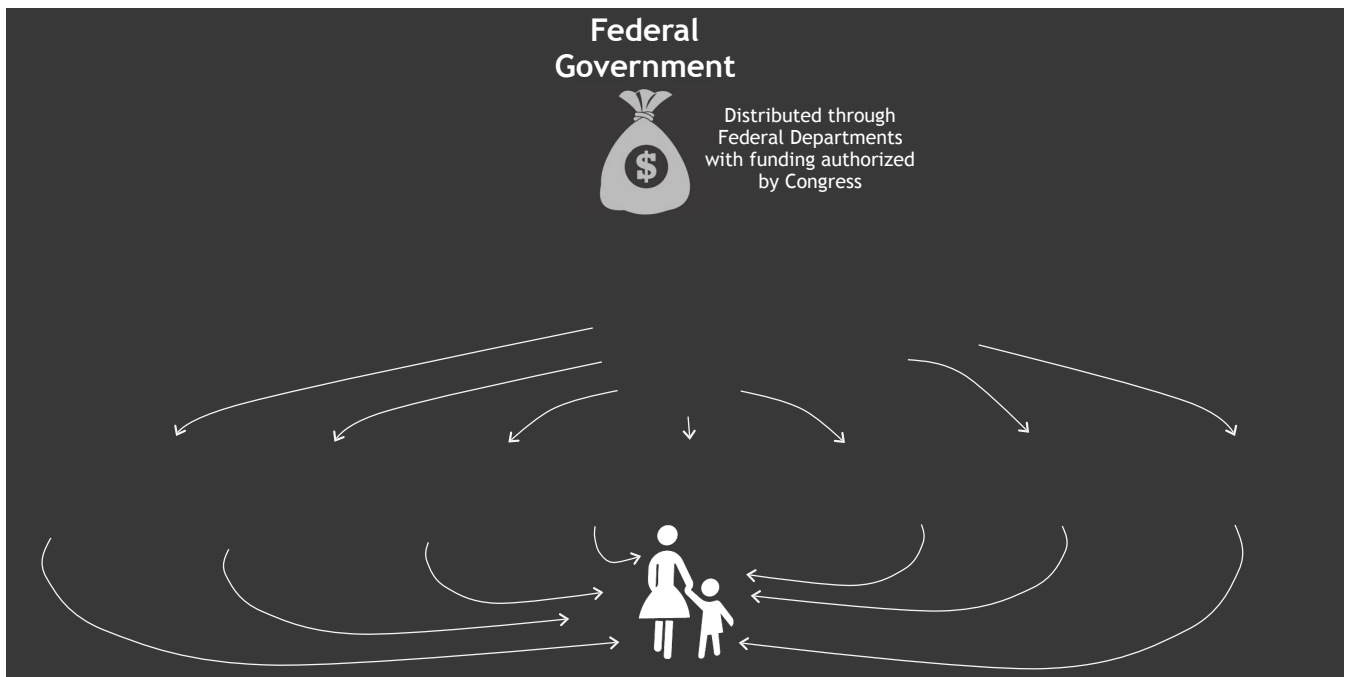 Federal
Government
Distributed through
Federal Departments
with funding authorized
by Congress
$